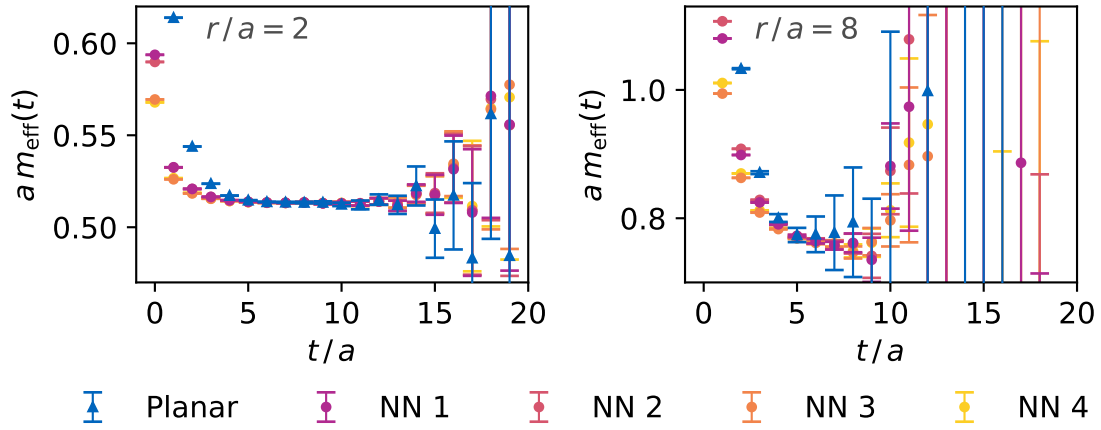 r/a = 2
a m_eff(t)
0.60
0.55
0.50
0 5 10 15 20
t/a
r/a = 8
a m_eff(t)
1.0
0.8
0 5 10 15 20
t/a
Planar NN 1 NN 2 NN 3 NN 4